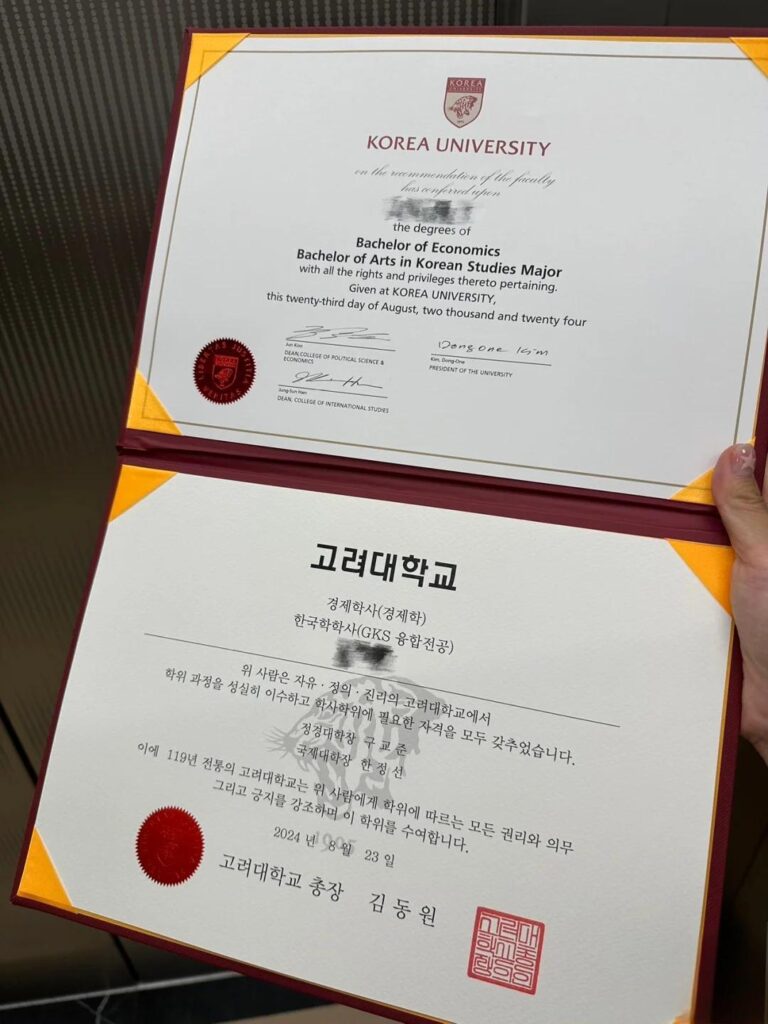 KOREA
UNIVERSITY
KOREA UNIVERSITY
on the recommendation of the faculty
has conferred upon
the degrees of
Bachelor of Economics
Bachelor of Arts in Korean Studies Major
with all the rights and privileges thereto pertaining.
Given at KOREA UNIVERSITY,
this twenty-third day of August, two thousand and twenty four
Jun Koo
DEAN, COLLEGE OF POLITICAL SCIENCE &
ECONOMICS
Dong One Kim
Kim, Dong-One
PRESIDENT OF THE UNIVERSITY
Jung-Sun Han
DEAN, COLLEGE OF INTERNATIONAL STUDIES
고려대학교
경제학사(경제학)
한국학학사(GKS 융합전공)
위 사람은 자유 · 정의 · 진리의 고려대학교에서
학위 과정을 성실히 이수하고 학사학위에 필요한 자격을 모두 갖추었습니다.
정경대학장 구교준
국제대학장 한정선
이에 119년 전통의 고려대학교는 위 사람에게 학위에 따르는 모든 권리와 의무
그리고 긍지를 강조하며 이 학위를 수여합니다.
1905
2024 년 8 월 23 일
고려대학교 총장 김동원